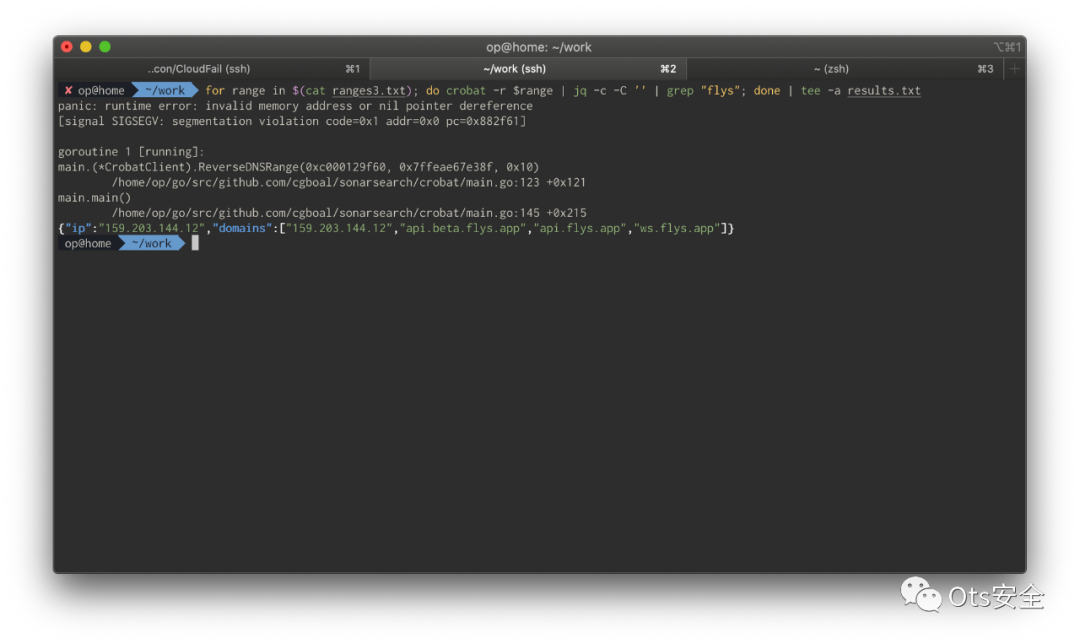 op@home: ~/work
⌥⌘1
..con/CloudFail (ssh) ⌘1 ~/work (ssh) ⌘2 ~ (zsh) ⌘3 +
✘ op@home ~/work for range in $(cat ranges3.txt); do crobat -r $range | jq -c -C '' | grep "flys"; done | tee -a results.txt
panic: runtime error: invalid memory address or nil pointer dereference
[signal SIGSEGV: segmentation violation code=0x1 addr=0x0 pc=0x882f61]
goroutine 1 [running]:
main.(*CrobatClient).ReverseDNSRange(0xc000129f60, 0x7ffeae67e38f, 0x10)
/home/op/go/src/github.com/cgboal/sonarsearch/crobat/main.go:123 +0x121
main.main()
/home/op/go/src/github.com/cgboal/sonarsearch/crobat/main.go:145 +0x215
{"ip":"159.203.144.12","domains":["159.203.144.12","api.beta.flys.app","api.flys.app","ws.flys.app"]}
op@home ~/work
Ots安全